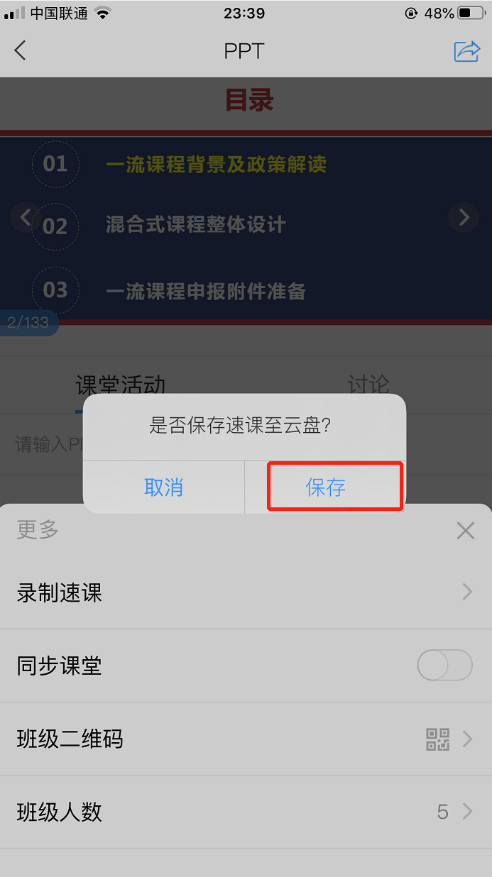 中国联通 23:39 48%
PPT
目录
01 一流课程背景及政策解读
02 混合式课程整体设计
03 一流课程申报附件准备
2/133
课堂活动 讨论
请输入P
是否保存速课至云盘?
取消 保存
更多
录制速课
同步课堂
班级二维码
班级人数 5